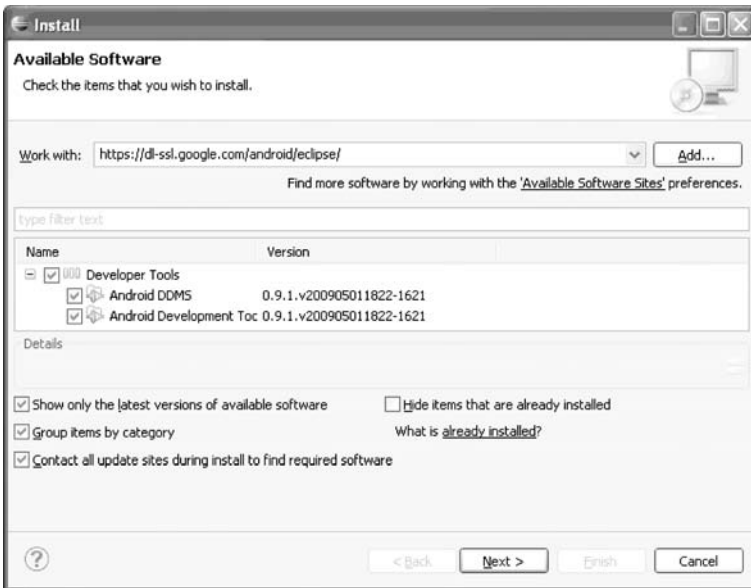 Install
Available Software
Check the items that you wish to install.
Work with: https://dl-ssl.google.com/android/eclipse/ Add...
Find more software by working with the 'Available Software Sites' preferences.
type filter text
Name Version
Developer Tools
Android DDMS 0.9.1.v200905011822-1621
Android Development Toc 0.9.1.v200905011822-1621
Details
Show only the latest versions of available software Hide items that are already installed
Group items by category What is already installed?
Contact all update sites during install to find required software
? < Back Next > Finish Cancel